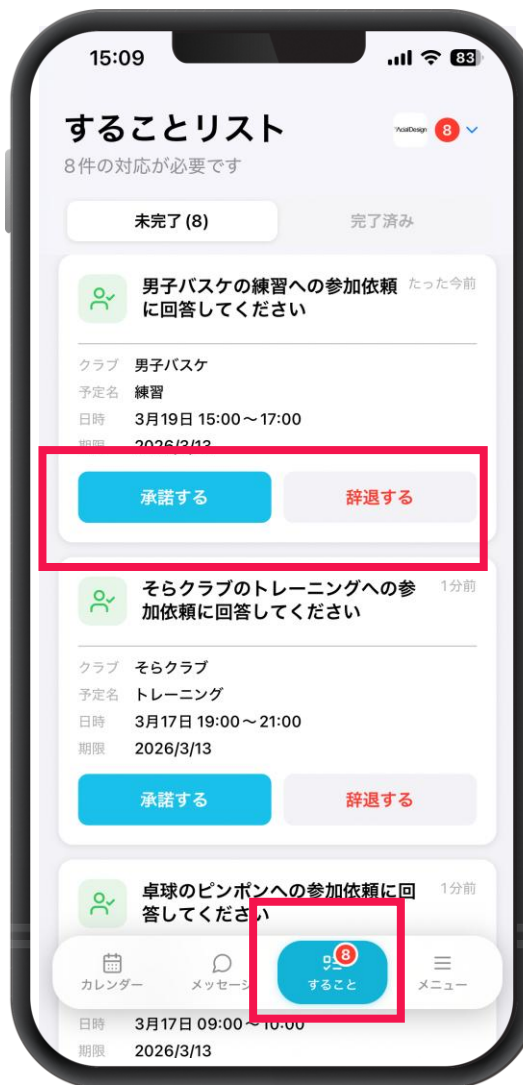 15:09
83
することリスト
8
8件の対応が必要です
未完了 (8)
完了済み
男子バスケの練習への参加依頼
に回答してください
たった今前
クラブ 男子バスケ
予定名 練習
日時 3月19日 15:00～17:00
期限 2026/3/13
承諾する
辞退する
そらクラブのトレーニングへの参
加依頼に回答してください
1分前
クラブ そらクラブ
予定名 トレーニング
日時 3月17日 19:00～21:00
期限 2026/3/13
承諾する
辞退する
卓球のピンポンへの参加依頼に回
答してください
1分前
カレンダー
メッセージ
8
すること
メニュー
日時 3月17日 09:00～10:00
期限 2026/3/13